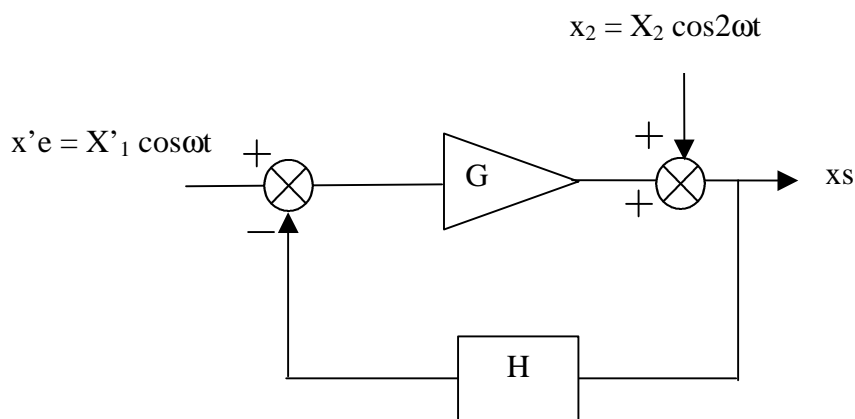 x₂ = X₂ cos2ωt
x’e = X’₁ cosωt
+
+
G
xs
+
−
H